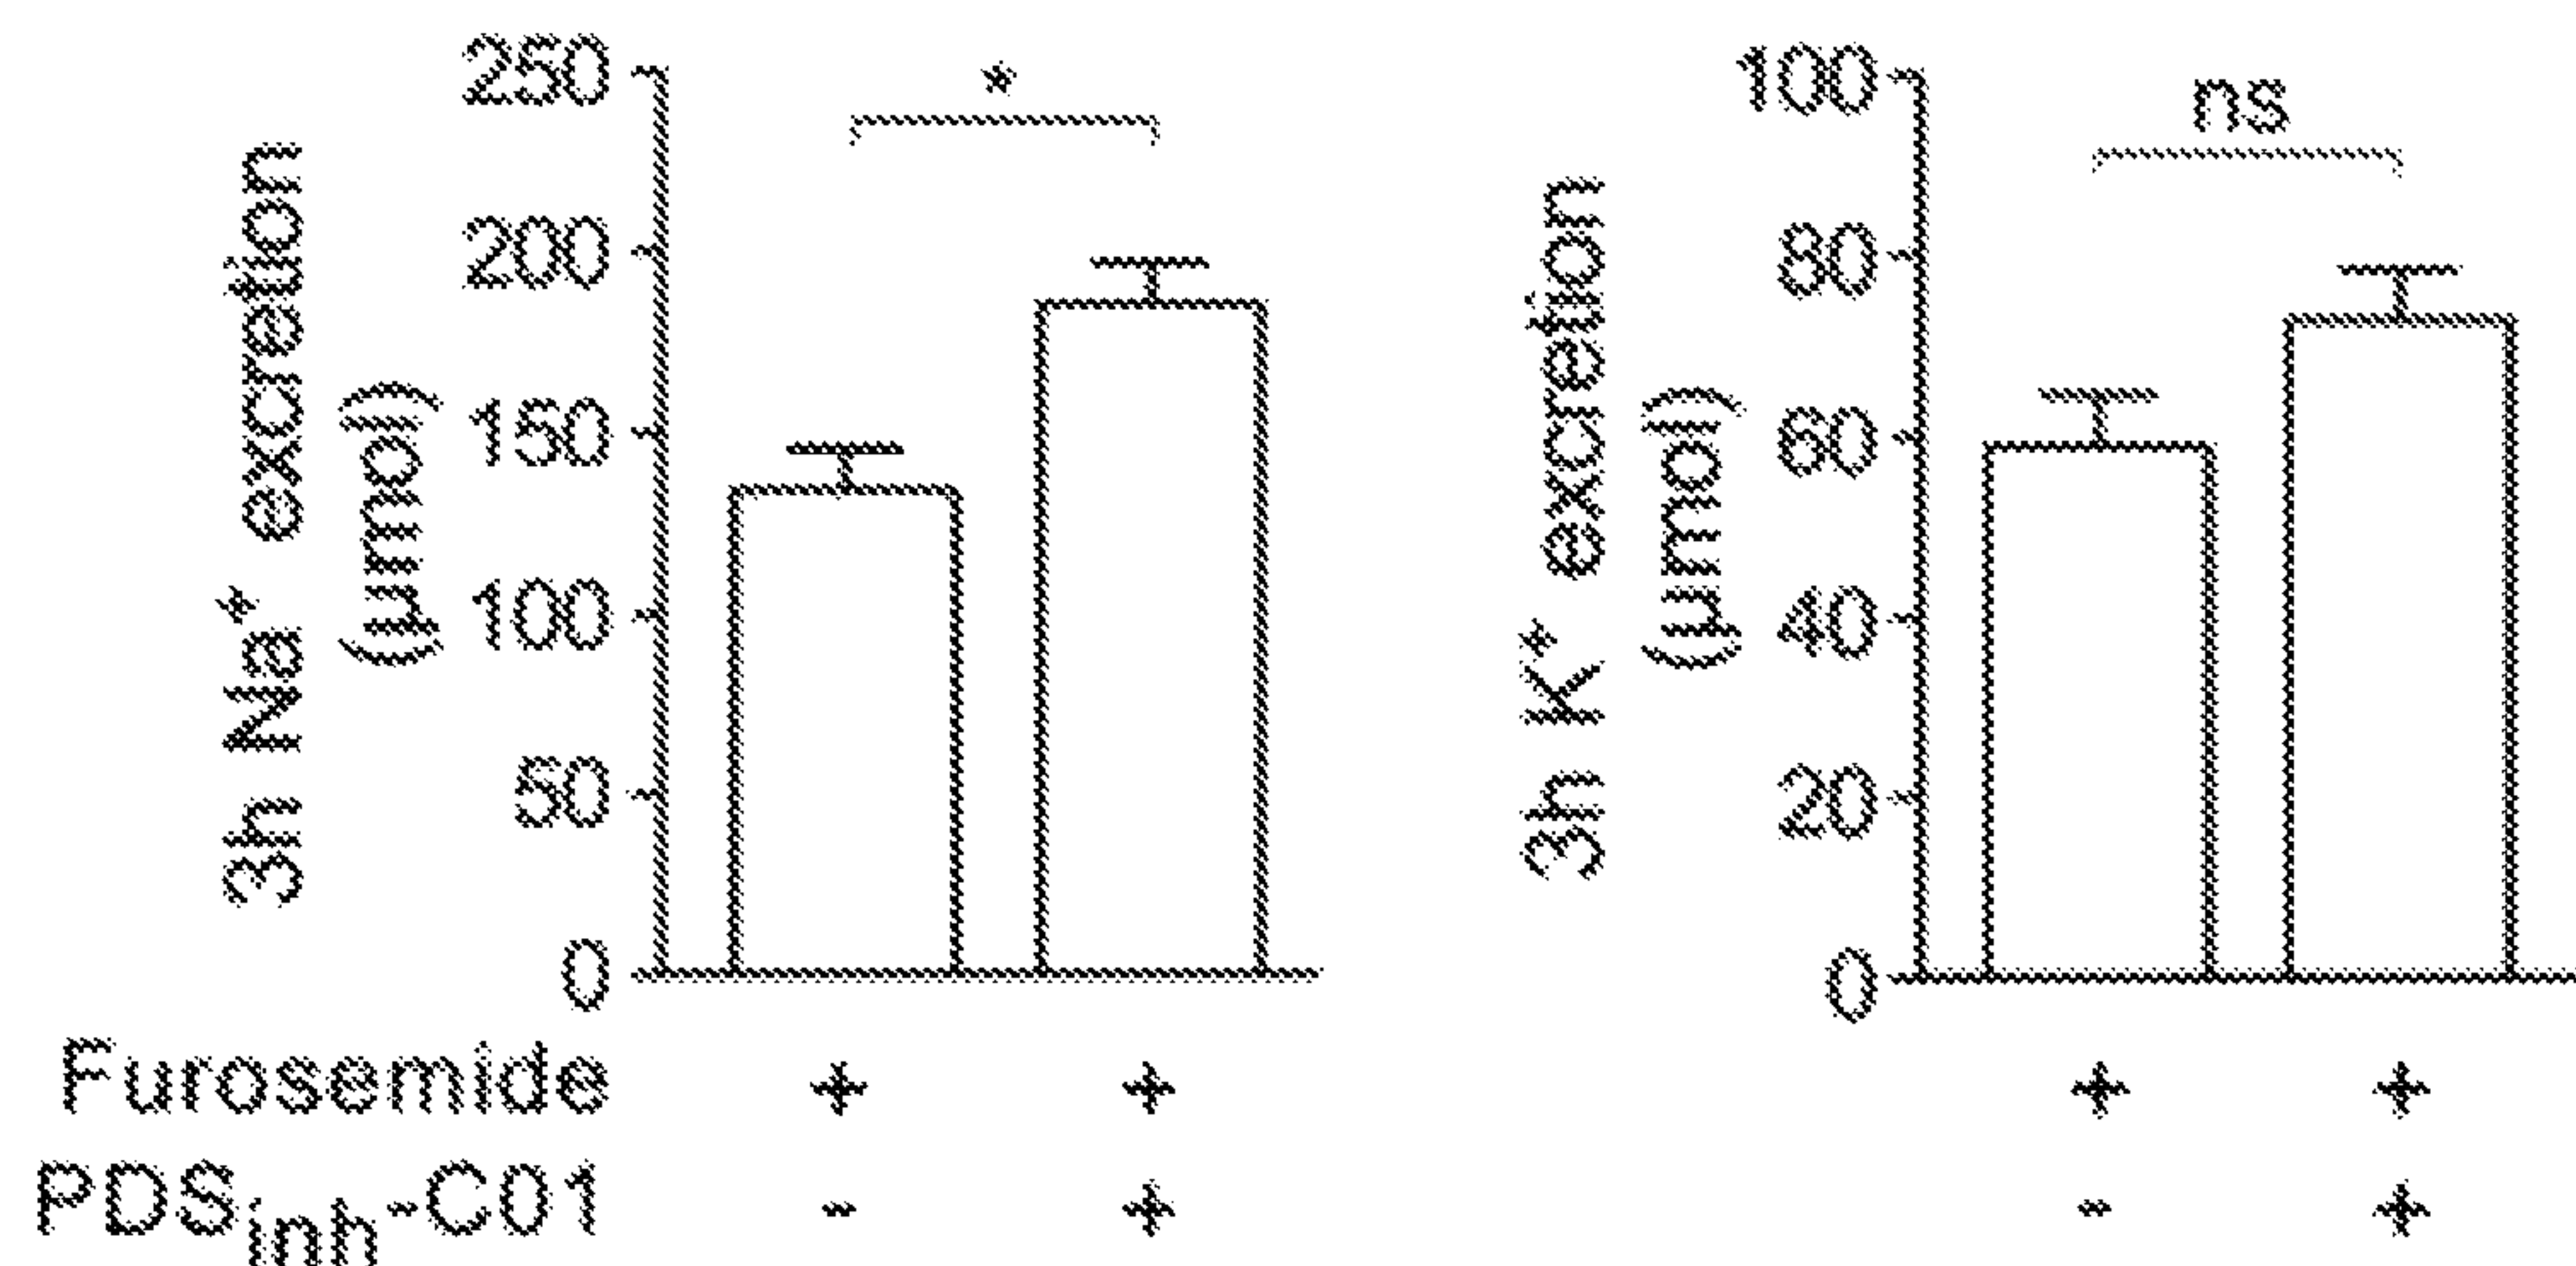 3h Na⁺ excretion
(µmol)
250
200
150
100
50
0
*
3h K⁺ excretion
(µmol)
100
80
60
40
20
0
ns
Furosemide + + + +
PDSinh-C01 - + - +